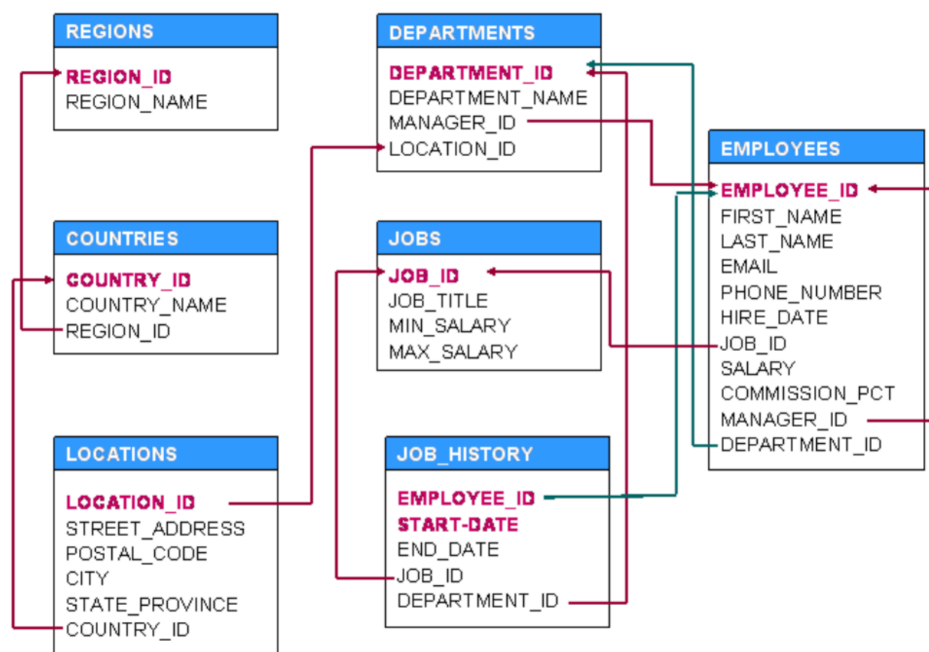 REGIONS
REGION_ID
REGION_NAME
DEPARTMENTS
DEPARTMENT_ID
DEPARTMENT_NAME
MANAGER_ID
LOCATION_ID
EMPLOYEES
EMPLOYEE_ID
FIRST_NAME
LAST_NAME
EMAIL
PHONE_NUMBER
HIRE_DATE
JOB_ID
SALARY
COMMISSION_PCT
MANAGER_ID
DEPARTMENT_ID
COUNTRIES
COUNTRY_ID
COUNTRY_NAME
REGION_ID
JOBS
JOB_ID
JOB_TITLE
MIN_SALARY
MAX_SALARY
LOCATIONS
LOCATION_ID
STREET_ADDRESS
POSTAL_CODE
CITY
STATE_PROVINCE
COUNTRY_ID
JOB_HISTORY
EMPLOYEE_ID
START-DATE
END_DATE
JOB_ID
DEPARTMENT_ID